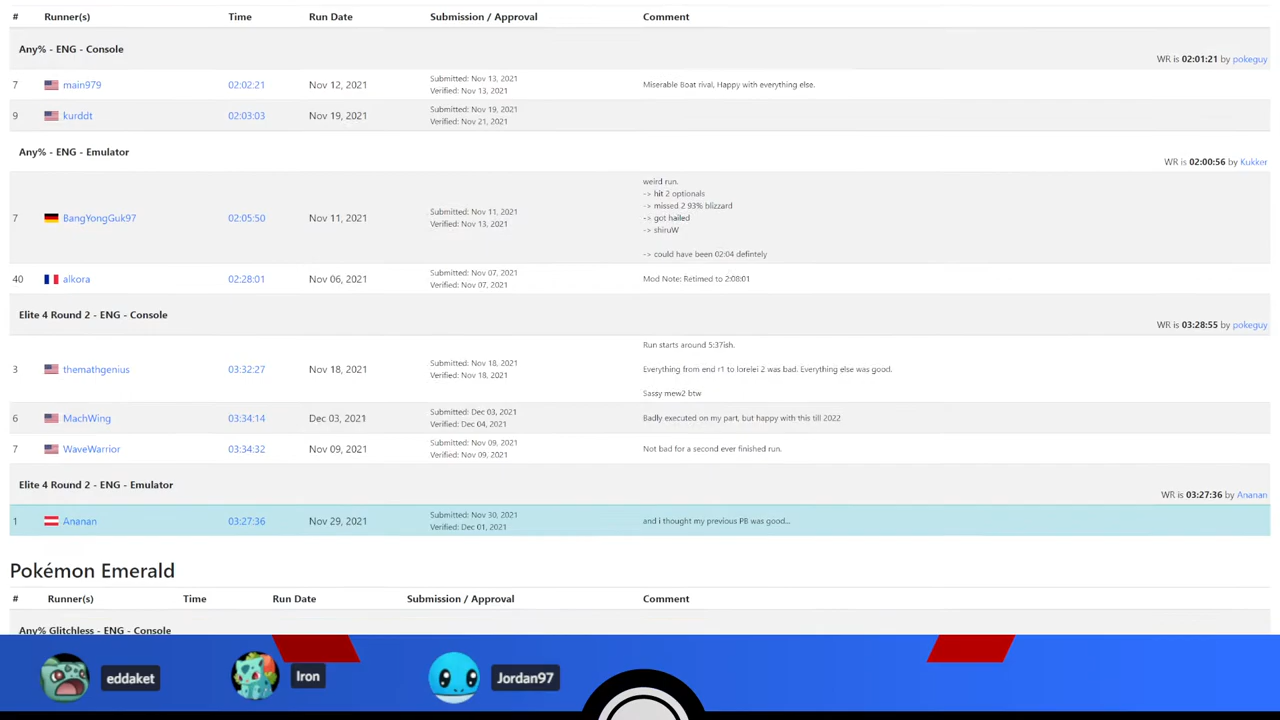 # Runner(s) Time Run Date Submission / Approval Comment
Any% - ENG - Console
WR is 02:01:21 by pokeguy
7 main979 02:02:21 Nov 12, 2021 Submitted: Nov 13, 2021 Verified: Nov 13, 2021 Miserable Boat rival, Happy with everything else.
9 kurddt 02:03:03 Nov 19, 2021 Submitted: Nov 19, 2021 Verified: Nov 21, 2021
Any% - ENG - Emulator
WR is 02:00:56 by Kukker
7 BangYongGuk97 02:05:50 Nov 11, 2021 Submitted: Nov 11, 2021 Verified: Nov 13, 2021
weird run.
-> hit 2 optionals
-> missed 2 93% blizzard
-> got hailed
-> shiruW
-> could have been 02:04 defintely
40 alkora 02:28:01 Nov 06, 2021 Submitted: Nov 07, 2021 Verified: Nov 07, 2021 Mod Note: Retimed to 2:08:01
Elite 4 Round 2 - ENG - Console
WR is 03:28:55 by pokeguy
3 themathgenius 03:32:27 Nov 18, 2021 Submitted: Nov 18, 2021 Verified: Nov 18, 2021
Run starts around 5:37ish.
Everything from end r1 to lorelei 2 was bad. Everything else was good.
Sassy mew2 btw
6 MachWing 03:34:14 Dec 03, 2021 Submitted: Dec 03, 2021 Verified: Dec 04, 2021 Badly executed on my part, but happy with this till 2022
7 WaveWarrior 03:34:32 Nov 09, 2021 Submitted: Nov 09, 2021 Verified: Nov 09, 2021 Not bad for a second ever finished run.
Elite 4 Round 2 - ENG - Emulator
WR is 03:27:36 by Ananan
1 Ananan 03:27:36 Nov 29, 2021 Submitted: Nov 30, 2021 Verified: Dec 01, 2021 and i thought my previous PB was good...
Pokémon Emerald
# Runner(s) Time Run Date Submission / Approval Comment
Any% Glitchless - ENG - Console
eddaket Iron Jordan97